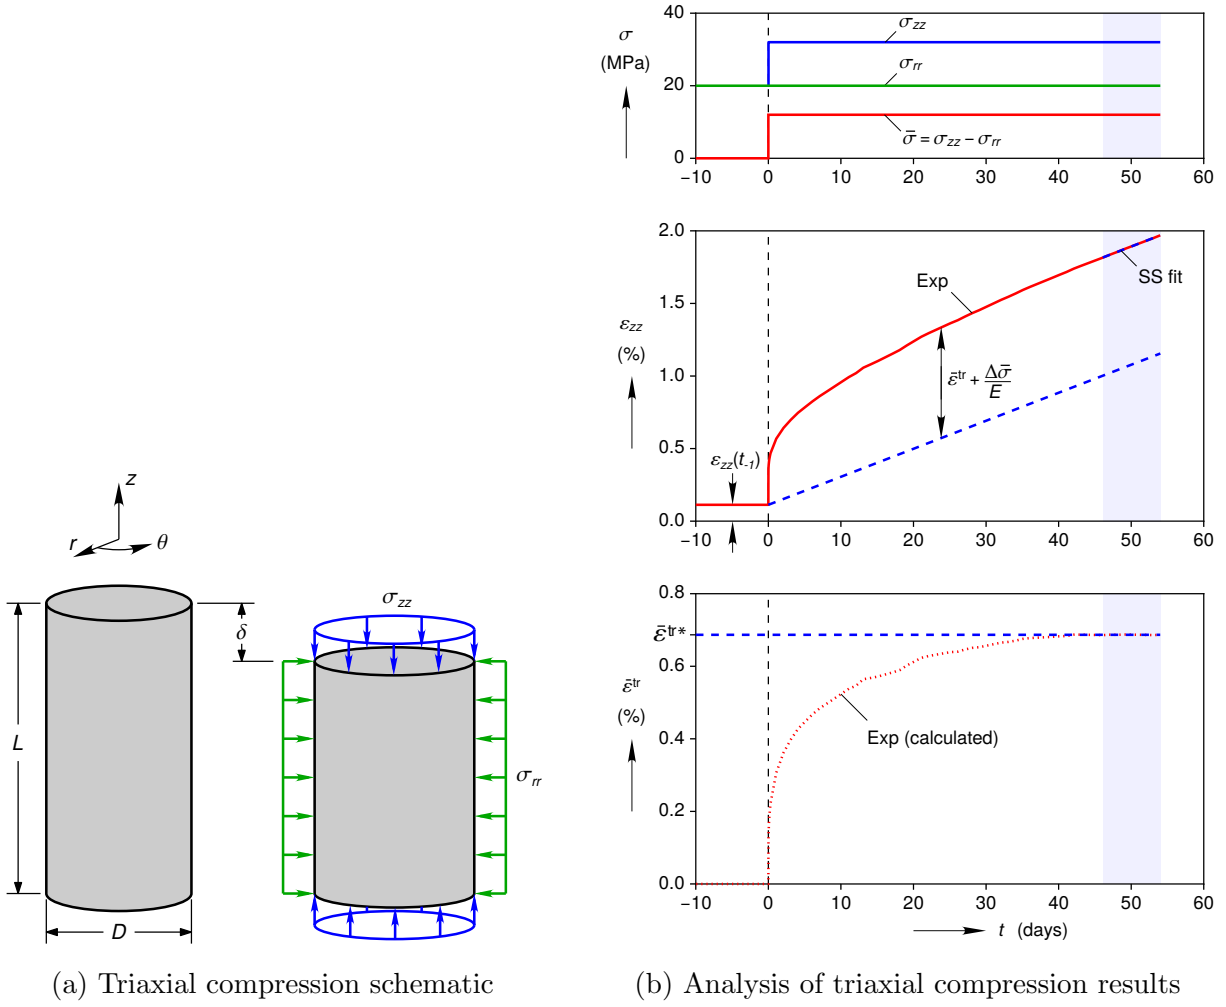 z
r
θ
δ
L
D
σzz
σrr
(a) Triaxial compression schematic
σ
(MPa)
40
20
0
σzz
σrr
σ̄ = σzz – σrr
−10 0 10 20 30 40 50 60
εzz
(%)
2.0
1.5
1.0
0.5
0.0
Exp
SS fit
ε̄tr + Δσ̄/E
εzz(t-1)
−10 0 10 20 30 40 50 60
ε̄tr
(%)
0.8
ε̄tr*
0.6
0.4
0.2
0.0
Exp (calculated)
−10 0 10 20 30 40 50 60
t (days)
(b) Analysis of triaxial compression results